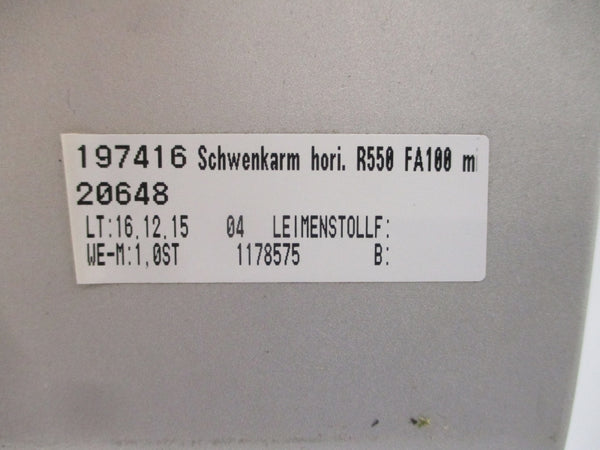 197416 Schwenkarm hori. R550 FA100 m
20648
LT:16.12.15 04 LEIMENSTOLLF:
WE-M:1,0ST 1178575 B: